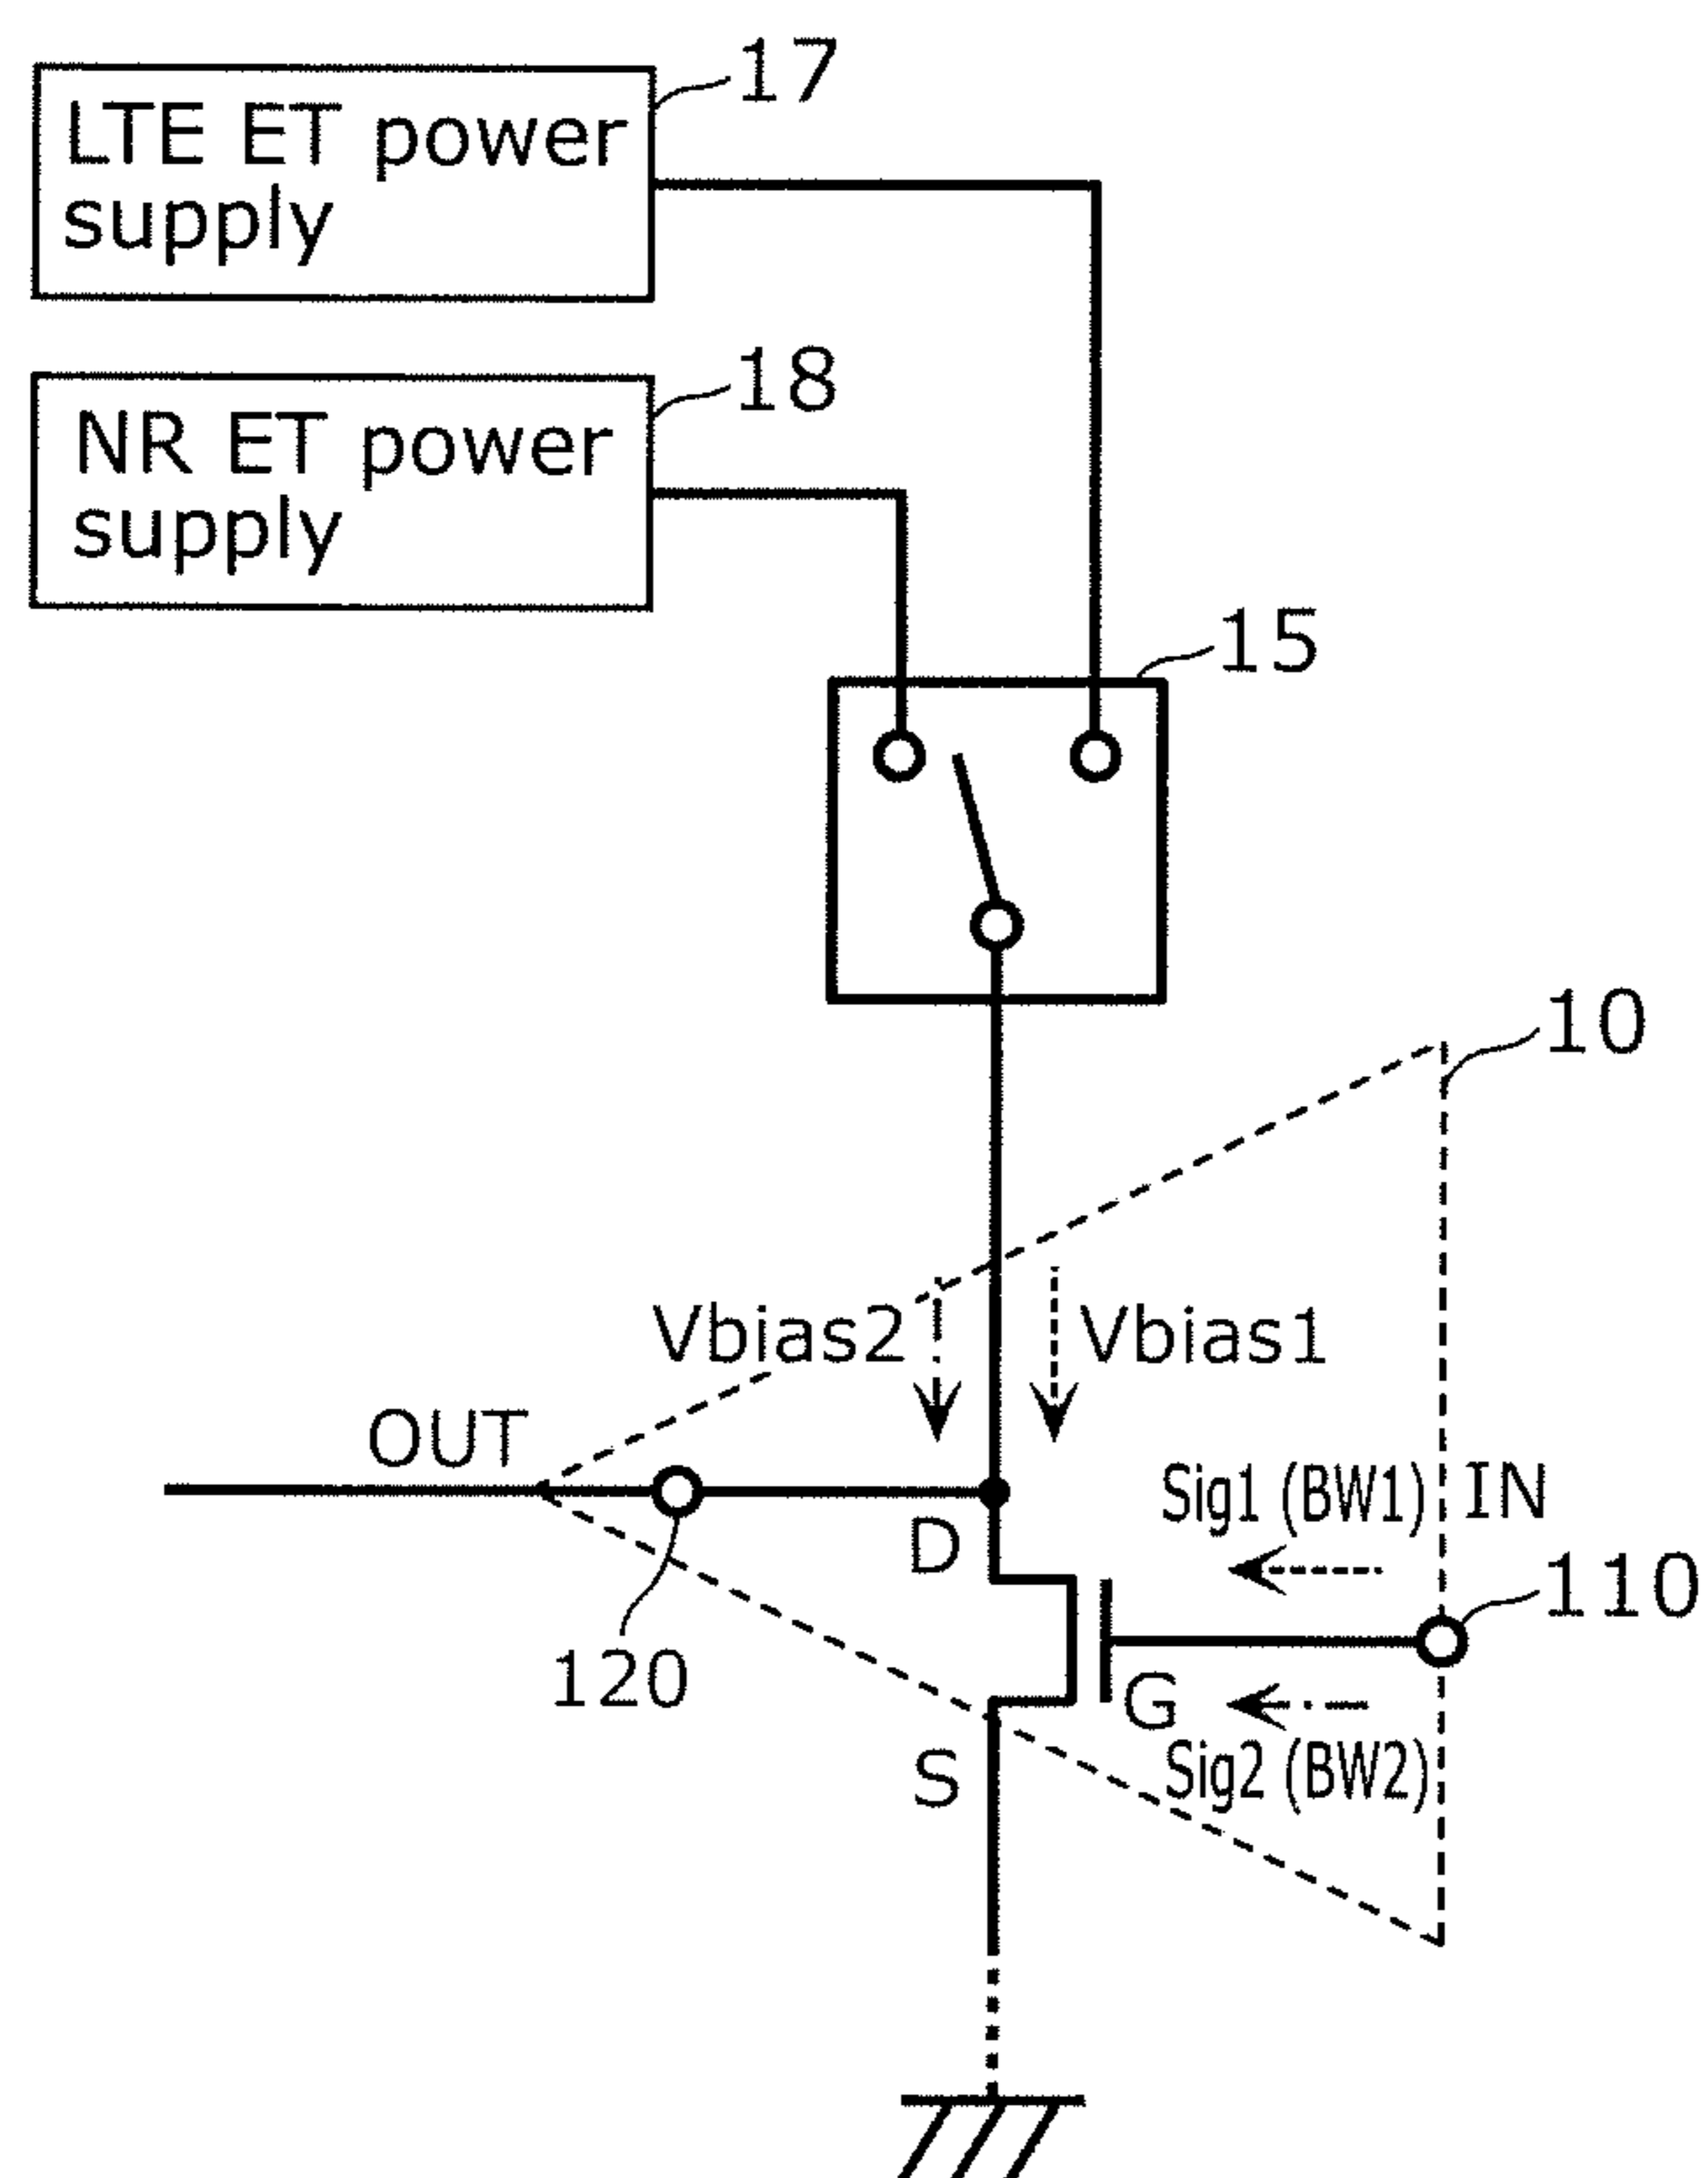 17
LTE ET power
supply
18
NR ET power
supply
15
10
Vbias2
Vbias1
OUT
Sig1 (BW1)
IN
D
110
120
G
S
Sig2 (BW2)